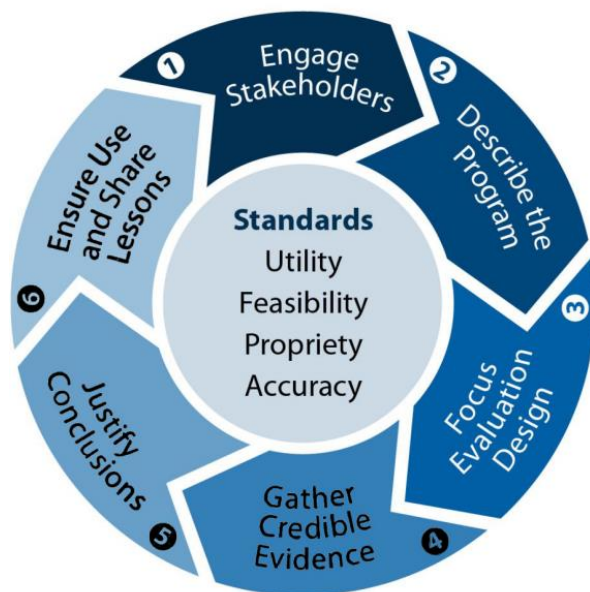 1
Engage
Stakeholders
2
Describe the
Program
3
Focus
Evaluation
Design
4
Gather
Credible
Evidence
5
Justify
Conclusions
6
Ensure Use
and Share
Lessons
Standards
Utility
Feasibility
Propriety
Accuracy